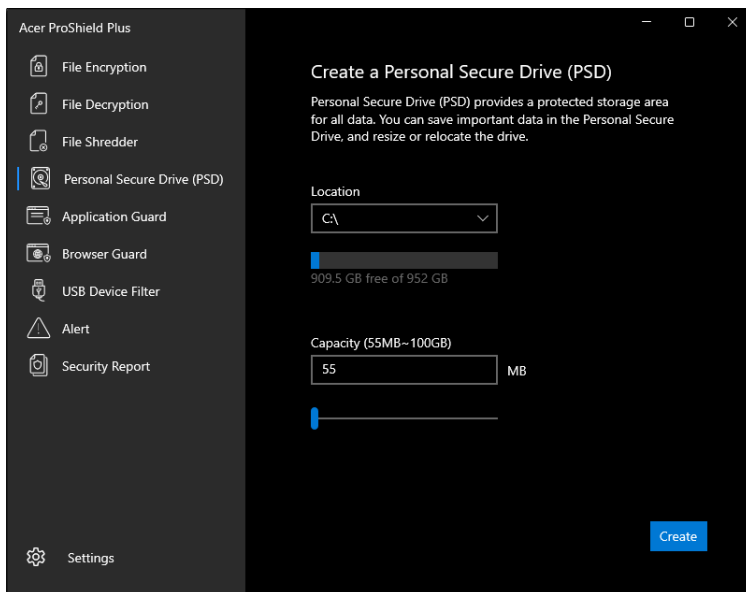 Acer ProShield Plus
File Encryption
File Decryption
File Shredder
Personal Secure Drive (PSD)
Application Guard
Browser Guard
USB Device Filter
Alert
Security Report
Settings
Create a Personal Secure Drive (PSD)
Personal Secure Drive (PSD) provides a protected storage area
for all data. You can save important data in the Personal Secure
Drive, and resize or relocate the drive.
Location
C:\
909.5 GB free of 952 GB
Capacity (55MB~100GB)
55
MB
Create